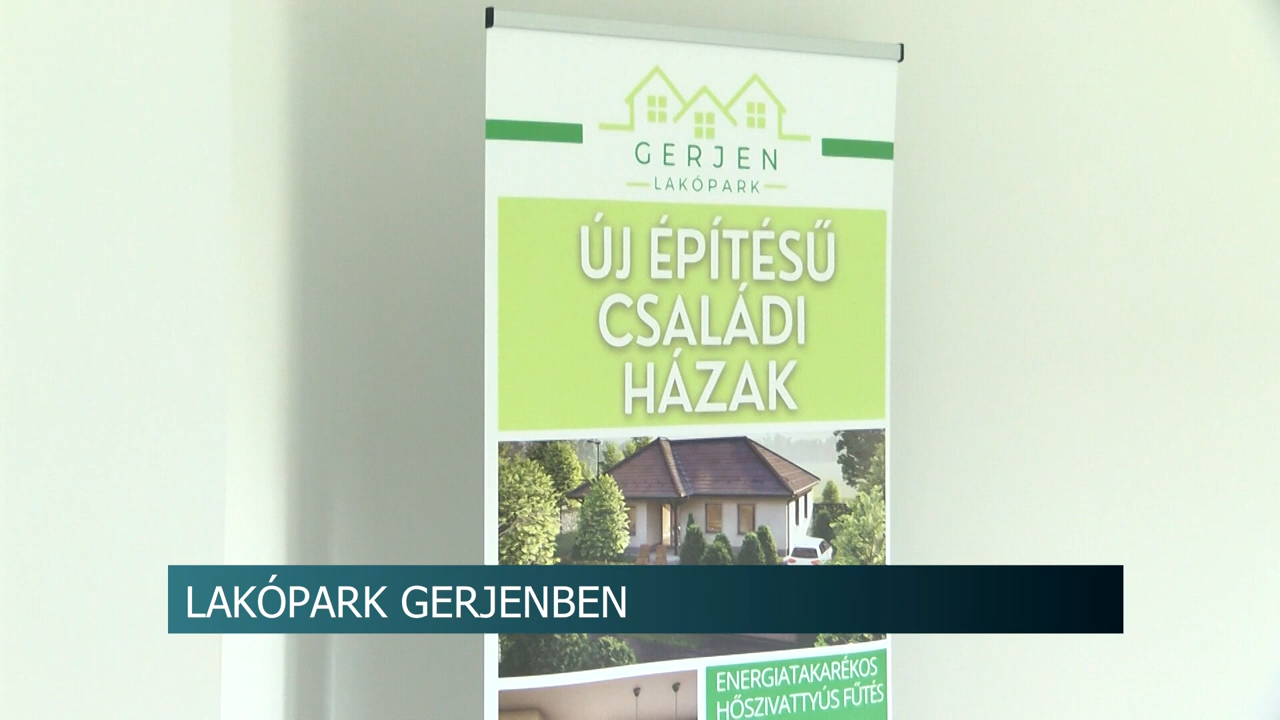 GERJEN
LAKÓPARK
ÚJ ÉPÍTÉSŰ
CSALÁDI
HÁZAK
LAKÓPARK GERJENBEN
ENERGIATAKARÉKOS
HŐSZIVATTYÚS FŰTÉS